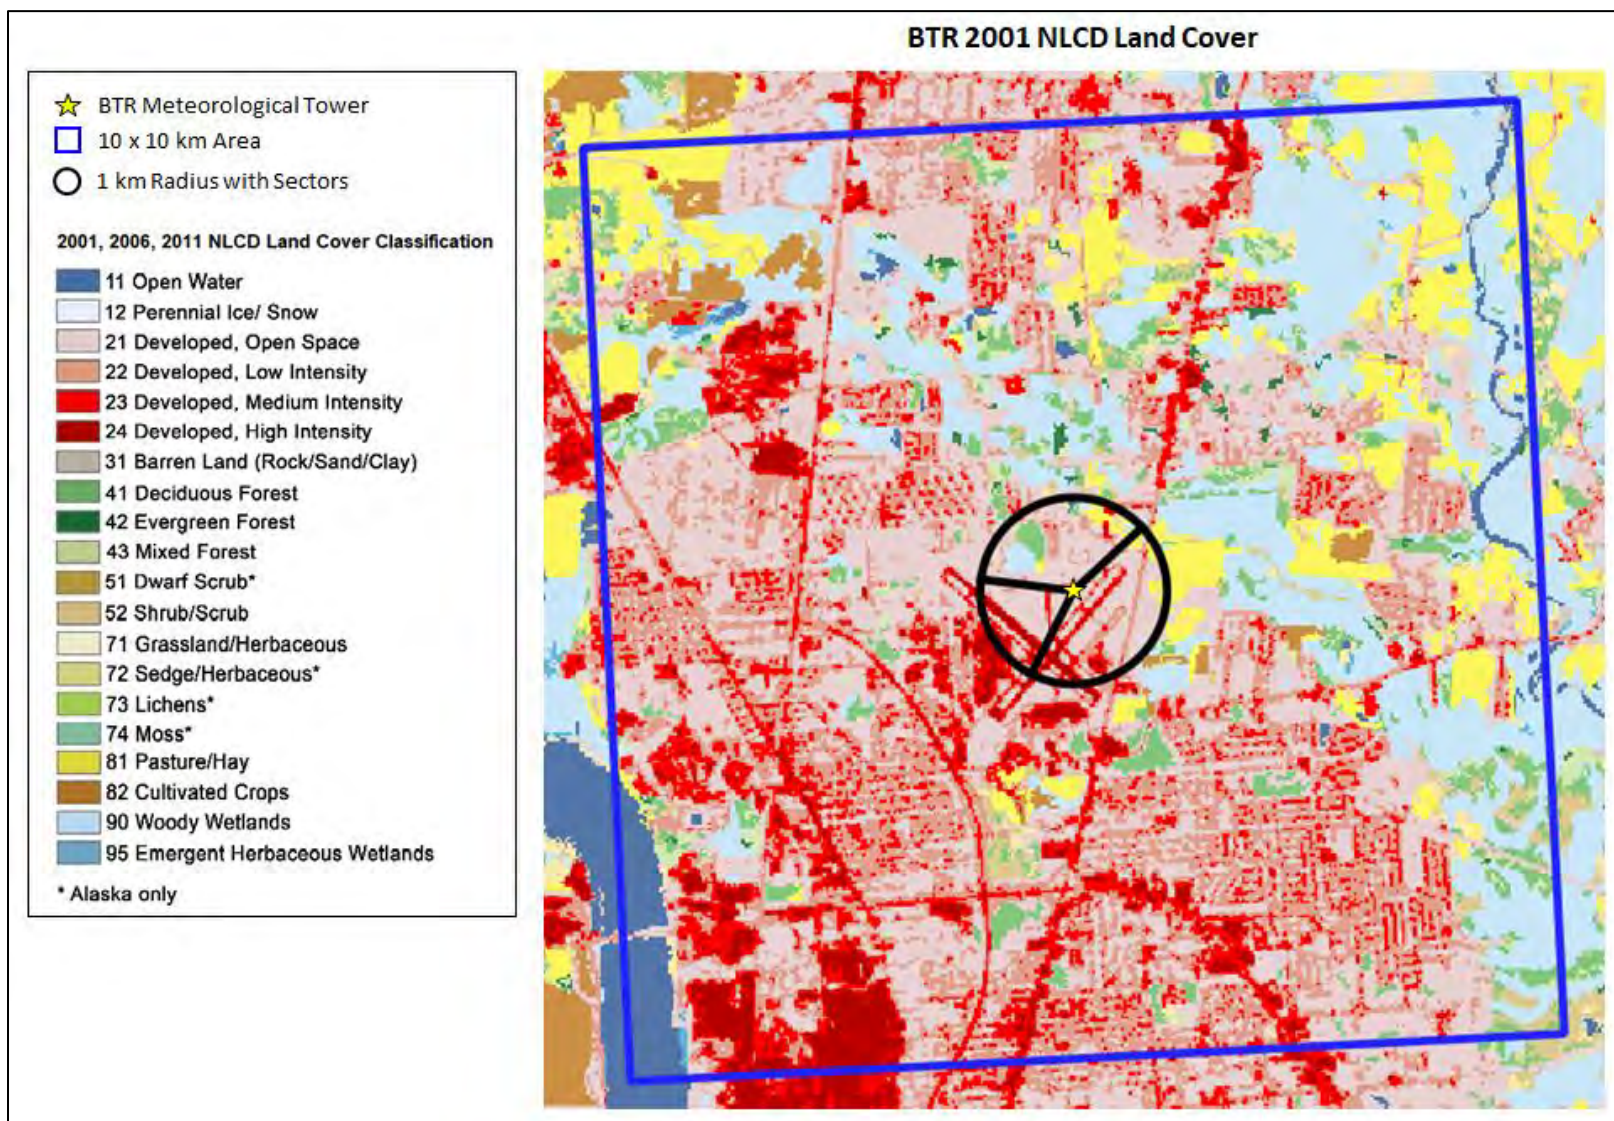 BTR 2001 NLCD Land Cover
BTR Meteorological Tower
10 x 10 km Area
1 km Radius with Sectors
2001, 2006, 2011 NLCD Land Cover Classification
11 Open Water
12 Perennial Ice/ Snow
21 Developed, Open Space
22 Developed, Low Intensity
23 Developed, Medium Intensity
24 Developed, High Intensity
31 Barren Land (Rock/Sand/Clay)
41 Deciduous Forest
42 Evergreen Forest
43 Mixed Forest
51 Dwarf Scrub*
52 Shrub/Scrub
71 Grassland/Herbaceous
72 Sedge/Herbaceous*
73 Lichens*
74 Moss*
81 Pasture/Hay
82 Cultivated Crops
90 Woody Wetlands
95 Emergent Herbaceous Wetlands
* Alaska only